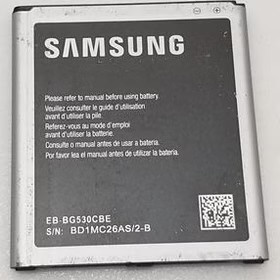 SAMSUNG
Please refer to manual before using battery.
Veuillez consulter le guide d'utilisation
avant d'utiliser la pile.
Referez-vous au mode d'emploi
avant d'utiliser la batterie.
Consulte o manual antes de usar a bateria.
Por favor lea el manual antes de utilizar la batería.
EB-BG530CBE
S/N: BD1MC26AS/2-B